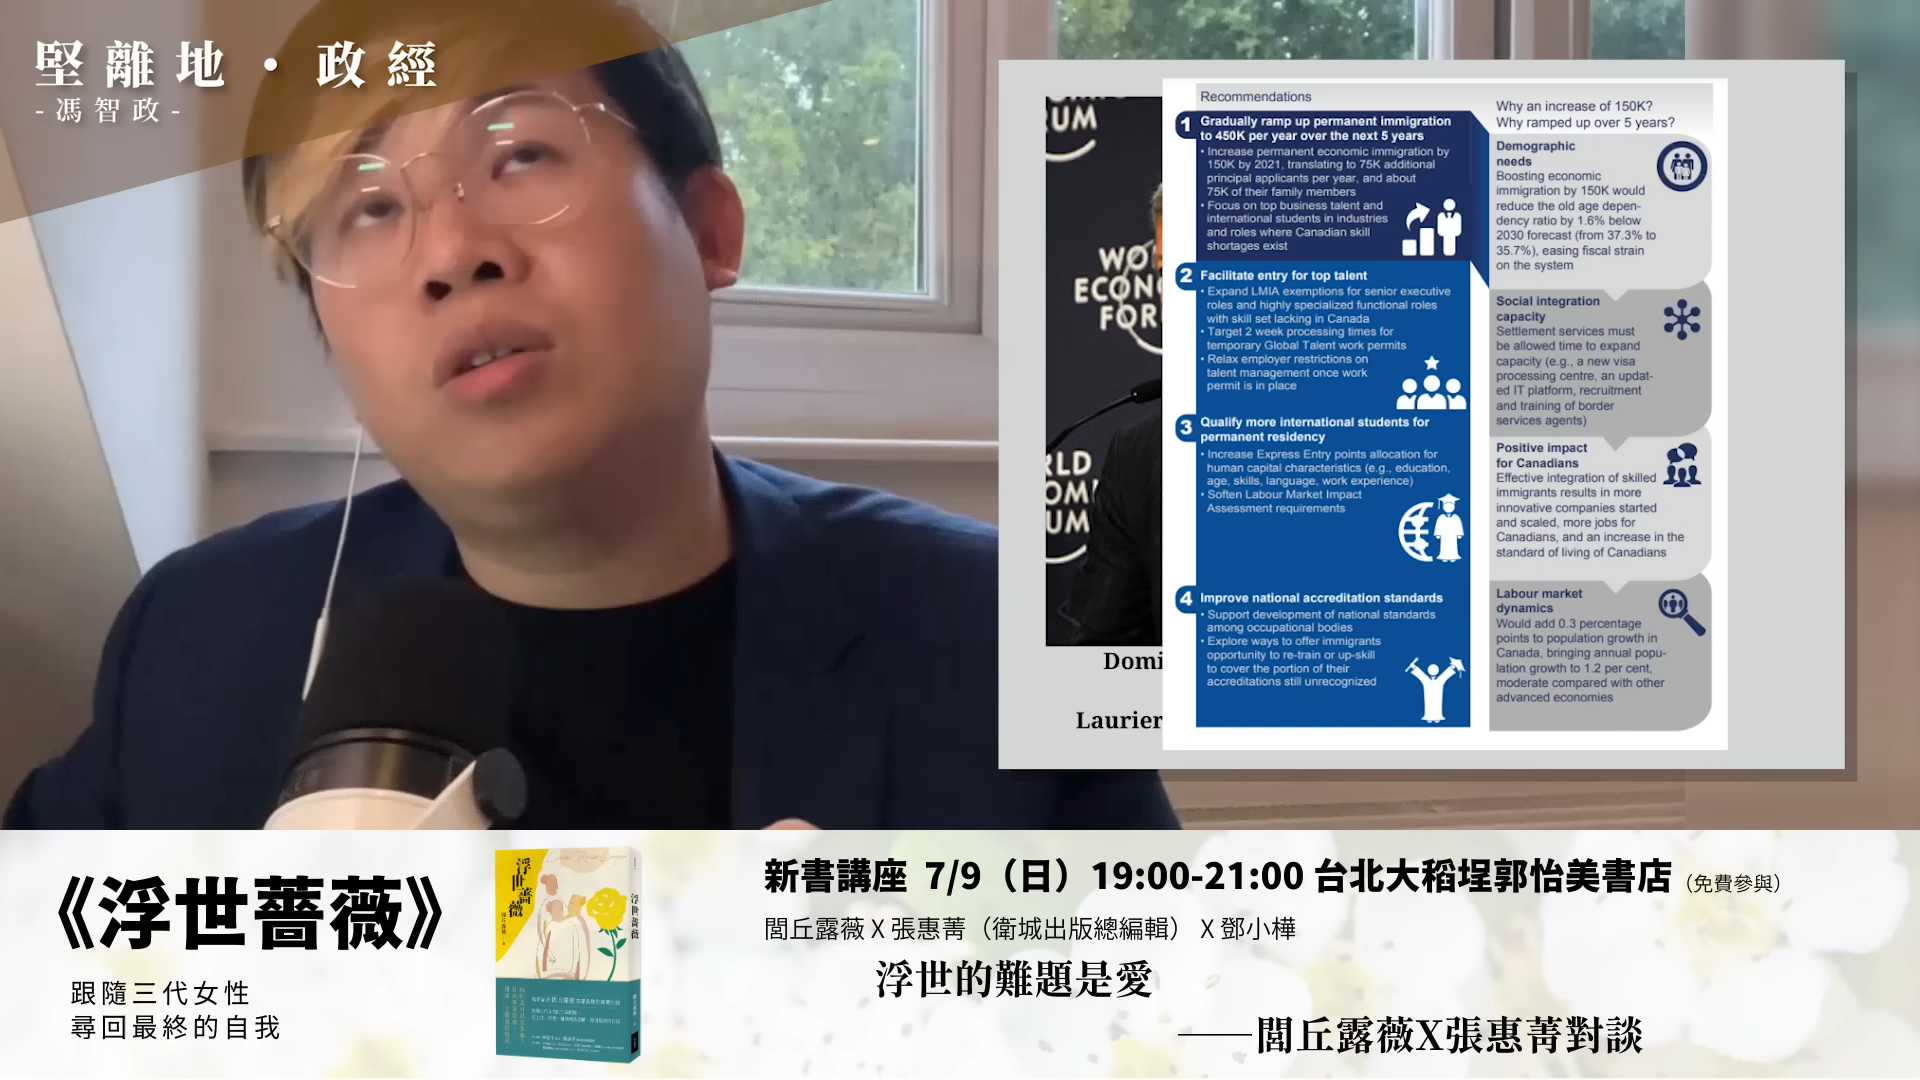 堅離地・政經
-馮智政-
RUM
WO
ECON
FOR
RLD
OM
UM
Domi
Laurier
Recommendations
1
Gradually ramp up permanent immigration
to 450K per year over the next 5 years
• Increase permanent economic immigration by
150K by 2021, translating to 75K additional
principal applicants per year, and about
75K of their family members
• Focus on top business talent and
international students in industries
and roles where Canadian skill
shortages exist
2
Facilitate entry for top talent
• Expand LMIA exemptions for senior executive
roles and highly specialized functional roles
with skill set lacking in Canada
• Target 2 week processing times for
temporary Global Talent work permits
• Relax employer restrictions on
talent management once work
permit is in place
3
Qualify more international students for
permanent residency
• Increase Express Entry points allocation for
human capital characteristics (e.g., education,
age, skills, language, work experience)
• Soften Labour Market Impact
Assessment requirements
4
Improve national accreditation standards
• Support development of national standards
among occupational bodies
• Explore ways to offer immigrants
opportunity to re-train or up-skill
to cover the portion of their
accreditations still unrecognized
Why an increase of 150K?
Why ramped up over 5 years?
Demographic
needs
Boosting economic
immigration by 150K would
reduce the old age depen-
dency ratio by 1.6% below
2030 forecast (from 37.3% to
35.7%), easing fiscal strain
on the system
Social integration
capacity
Settlement services must
be allowed time to expand
capacity (e.g., a new visa
processing centre, an updat-
ed IT platform, recruitment
and training of border
services agents)
Positive impact
for Canadians
Effective integration of skilled
immigrants results in more
innovative companies started
and scaled, more jobs for
Canadians, and an increase in the
standard of living of Canadians
Labour market
dynamics
Would add 0.3 percentage
points to population growth in
Canada, bringing annual popu-
lation growth to 1.2 per cent,
moderate compared with other
advanced economies
《浮世薔薇》
跟隨三代女性
尋回最終的自我
浮世薔薇
浮世薔薇
新書講座 7/9（日）19:00-21:00 台北大稻埕郭怡美書店（免費參與）
閭丘露薇 X 張惠菁（衛城出版總編輯） X 鄧小樺
浮世的難題是愛
——閭丘露薇X張惠菁對談